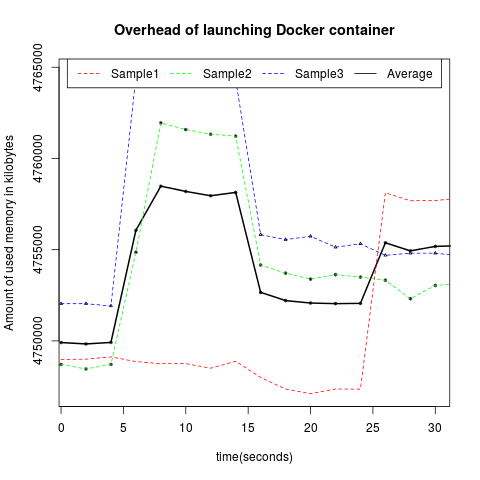 Overhead of launching Docker container
Sample1 Sample2 Sample3 Average
Amount of used memory in kilobytes
4765000
4760000
4755000
4750000
0 5 10 15 20 25 30
time(seconds)